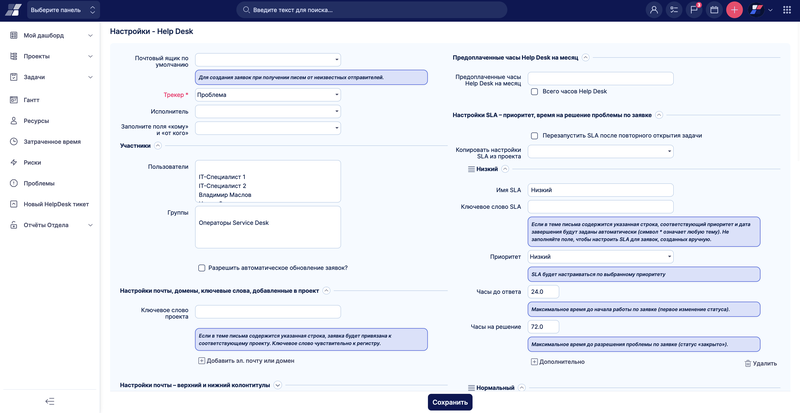 Выберите панель
Введите текст для поиска...
Мой дашборд
Проекты
Задачи
Гантт
Ресурсы
Затраченное время
Риски
Проблемы
Новый HelpDesk тикет
Отчёты Отдела
Настройки - Help Desk
Почтовый ящик по
умолчанию
Для создания заявок при получении писем от неизвестных отправителей.
Трекер *
Проблема
Исполнитель
Заполните поля «кому»
и «от кого»
Участники
Пользователи
IT-Специалист 1
IT-Специалист 2
Владимир Маслов
Группы
Операторы Service Desk
Разрешить автоматическое обновление заявки?
Настройки почты, домены, ключевые слова, добавленные в проект
Ключевое слово
проекта
Если в теме письма содержится указанная строка, заявка будет привязана к
соответствующему проекту. Ключевое слово чувствительно к регистру.
Добавить эл. почту или домен
Настройки почты – верхний и нижний колонтитулы
Предоплаченные часы Help Desk на месяц
Предоплаченные часы
Help Desk на месяц
Всего часов Help Desk
Настройки SLA – приоритет, время на решение проблемы по заявке
Перезапустить SLA после повторного открытия задачи
Копировать настройки
SLA из проекта
Низкий
Имя SLA
Низкий
Ключевое слово SLA
Если в теме письма содержится указанная строка, соответствующий приоритет и дата
завершения будут заданы автоматически (символ * означает любую тему). Не
заполняйте поле, чтобы настроить SLA для заявок, созданных вручную.
Приоритет
Низкий
SLA будет настраиваться по выбранному приоритету
Часы до ответа
24.0
Максимальное время до начала работы по заявке (первое изменение статуса).
Часы на решение
72.0
Максимальное время до разрешения проблемы по заявке (статус «закрыто»).
Дополнительно
Удалить
Нормальный
Сохранить